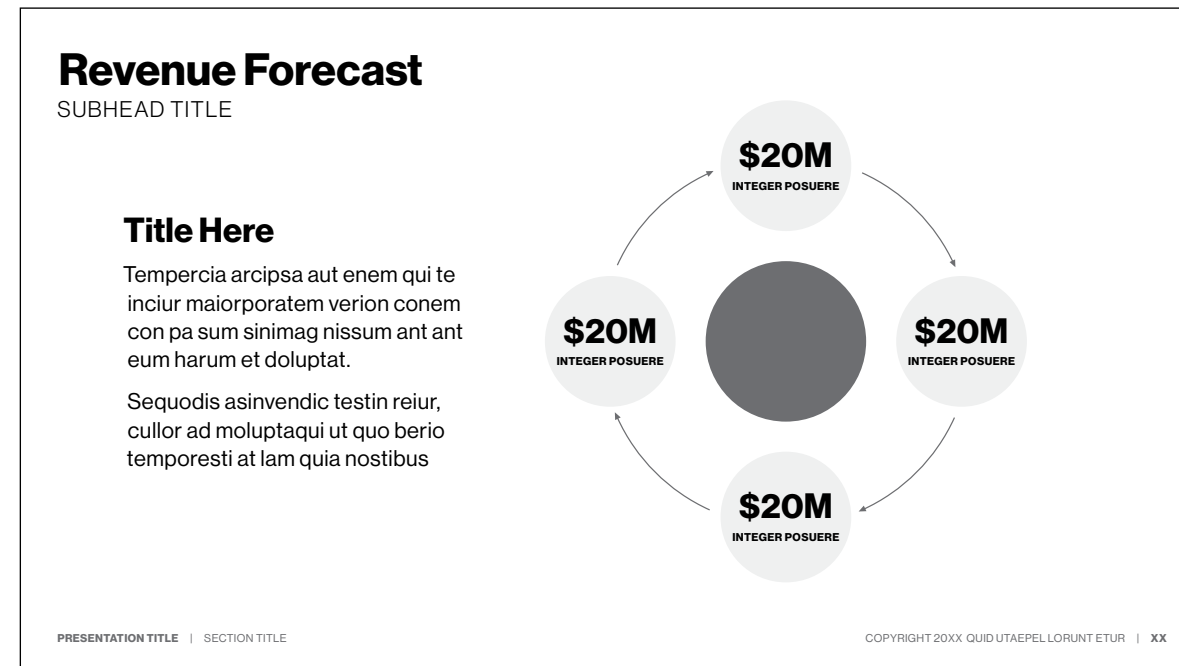 Revenue Forecast
SUBHEAD TITLE
Title Here
Tempercia arcipsa aut enem qui te
inciur maiorporatem verion conem
con pa sum sinimag nissum ant ant
eum harum et doluptat.
Sequodis asinvendic testin reiur,
cullor ad moluptaqui ut quo berio
temporesti at lam quia nostibus
$20M
INTEGER POSUERE
$20M
INTEGER POSUERE
$20M
INTEGER POSUERE
$20M
INTEGER POSUERE
PRESENTATION TITLE | SECTION TITLE
COPYRIGHT 20XX QUID UTAEPEL LORUNT ETUR | XX